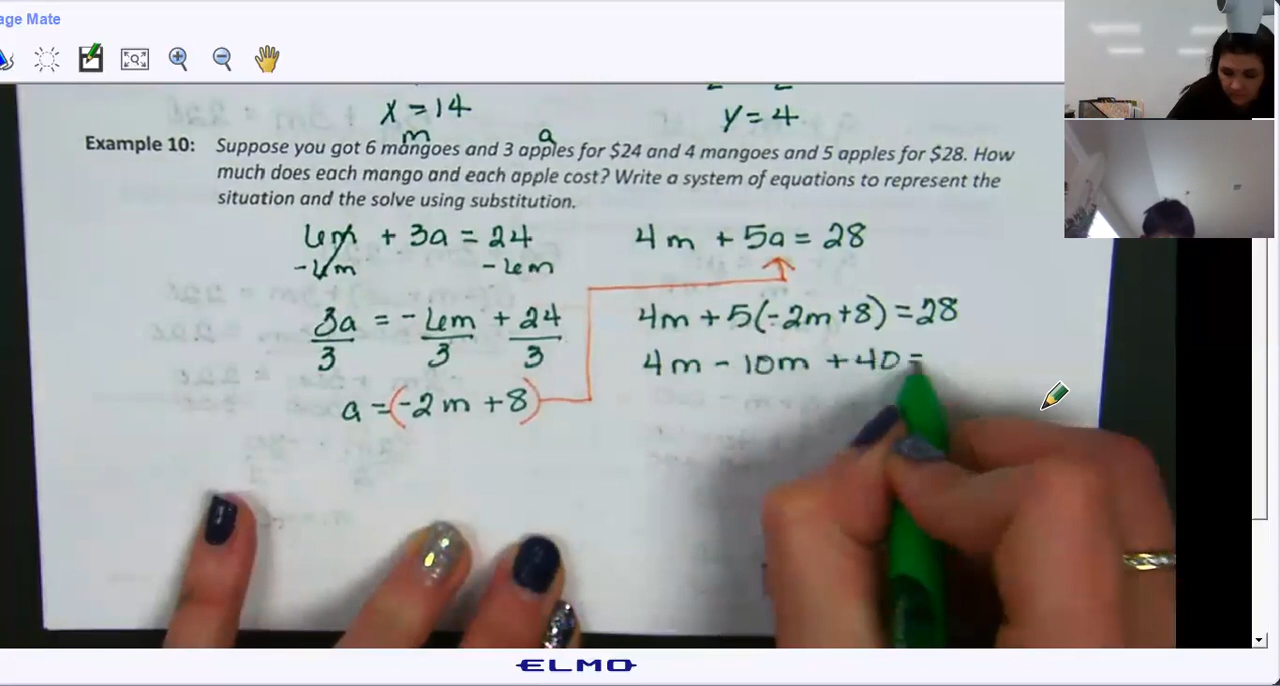 age Mate
x = 14
y = 4
m a
Example 10: Suppose you got 6 mangoes and 3 apples for $24 and 4 mangoes and 5 apples for $28. How
much does each mango and each apple cost? Write a system of equations to represent the
situation and the solve using substitution.
6m + 3a = 24
4m + 5a = 28
-6m -6m
3a = -6m + 24
3 3 3
4m + 5(-2m+8) = 28
4m - 10m + 40 =
a = (-2m + 8)
ELMO